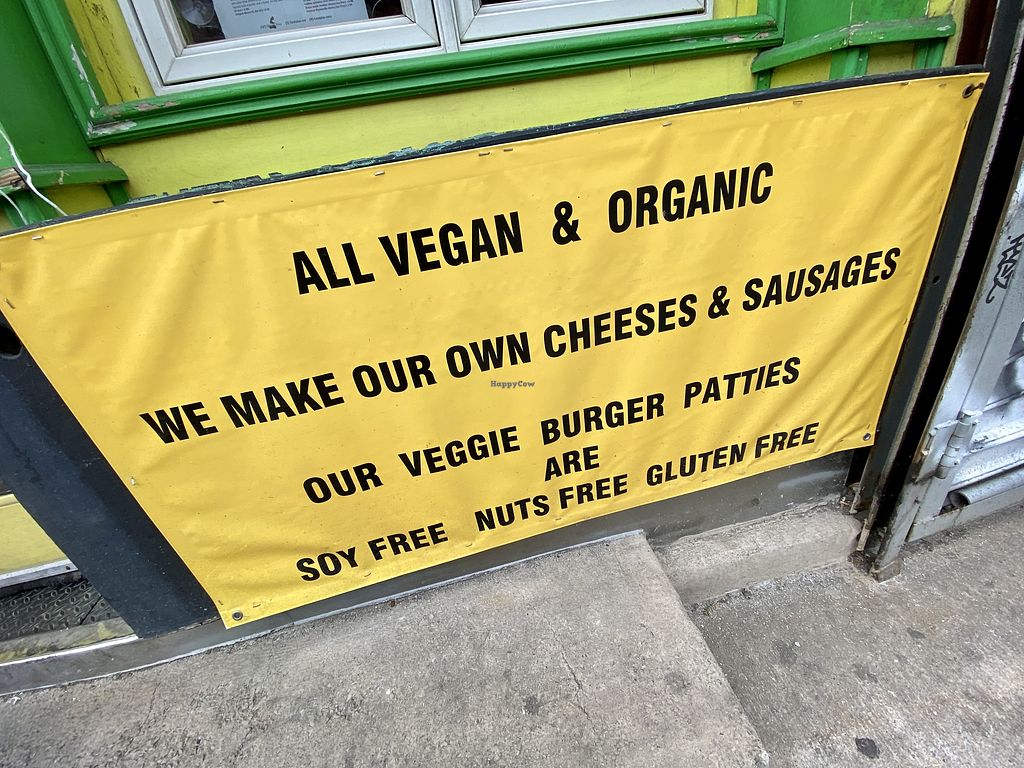 ALL VEGAN & ORGANIC
WE MAKE OUR OWN CHEESES & SAUSAGES
HappyCow
OUR VEGGIE BURGER PATTIES
ARE
SOY FREE NUTS FREE GLUTEN FREE